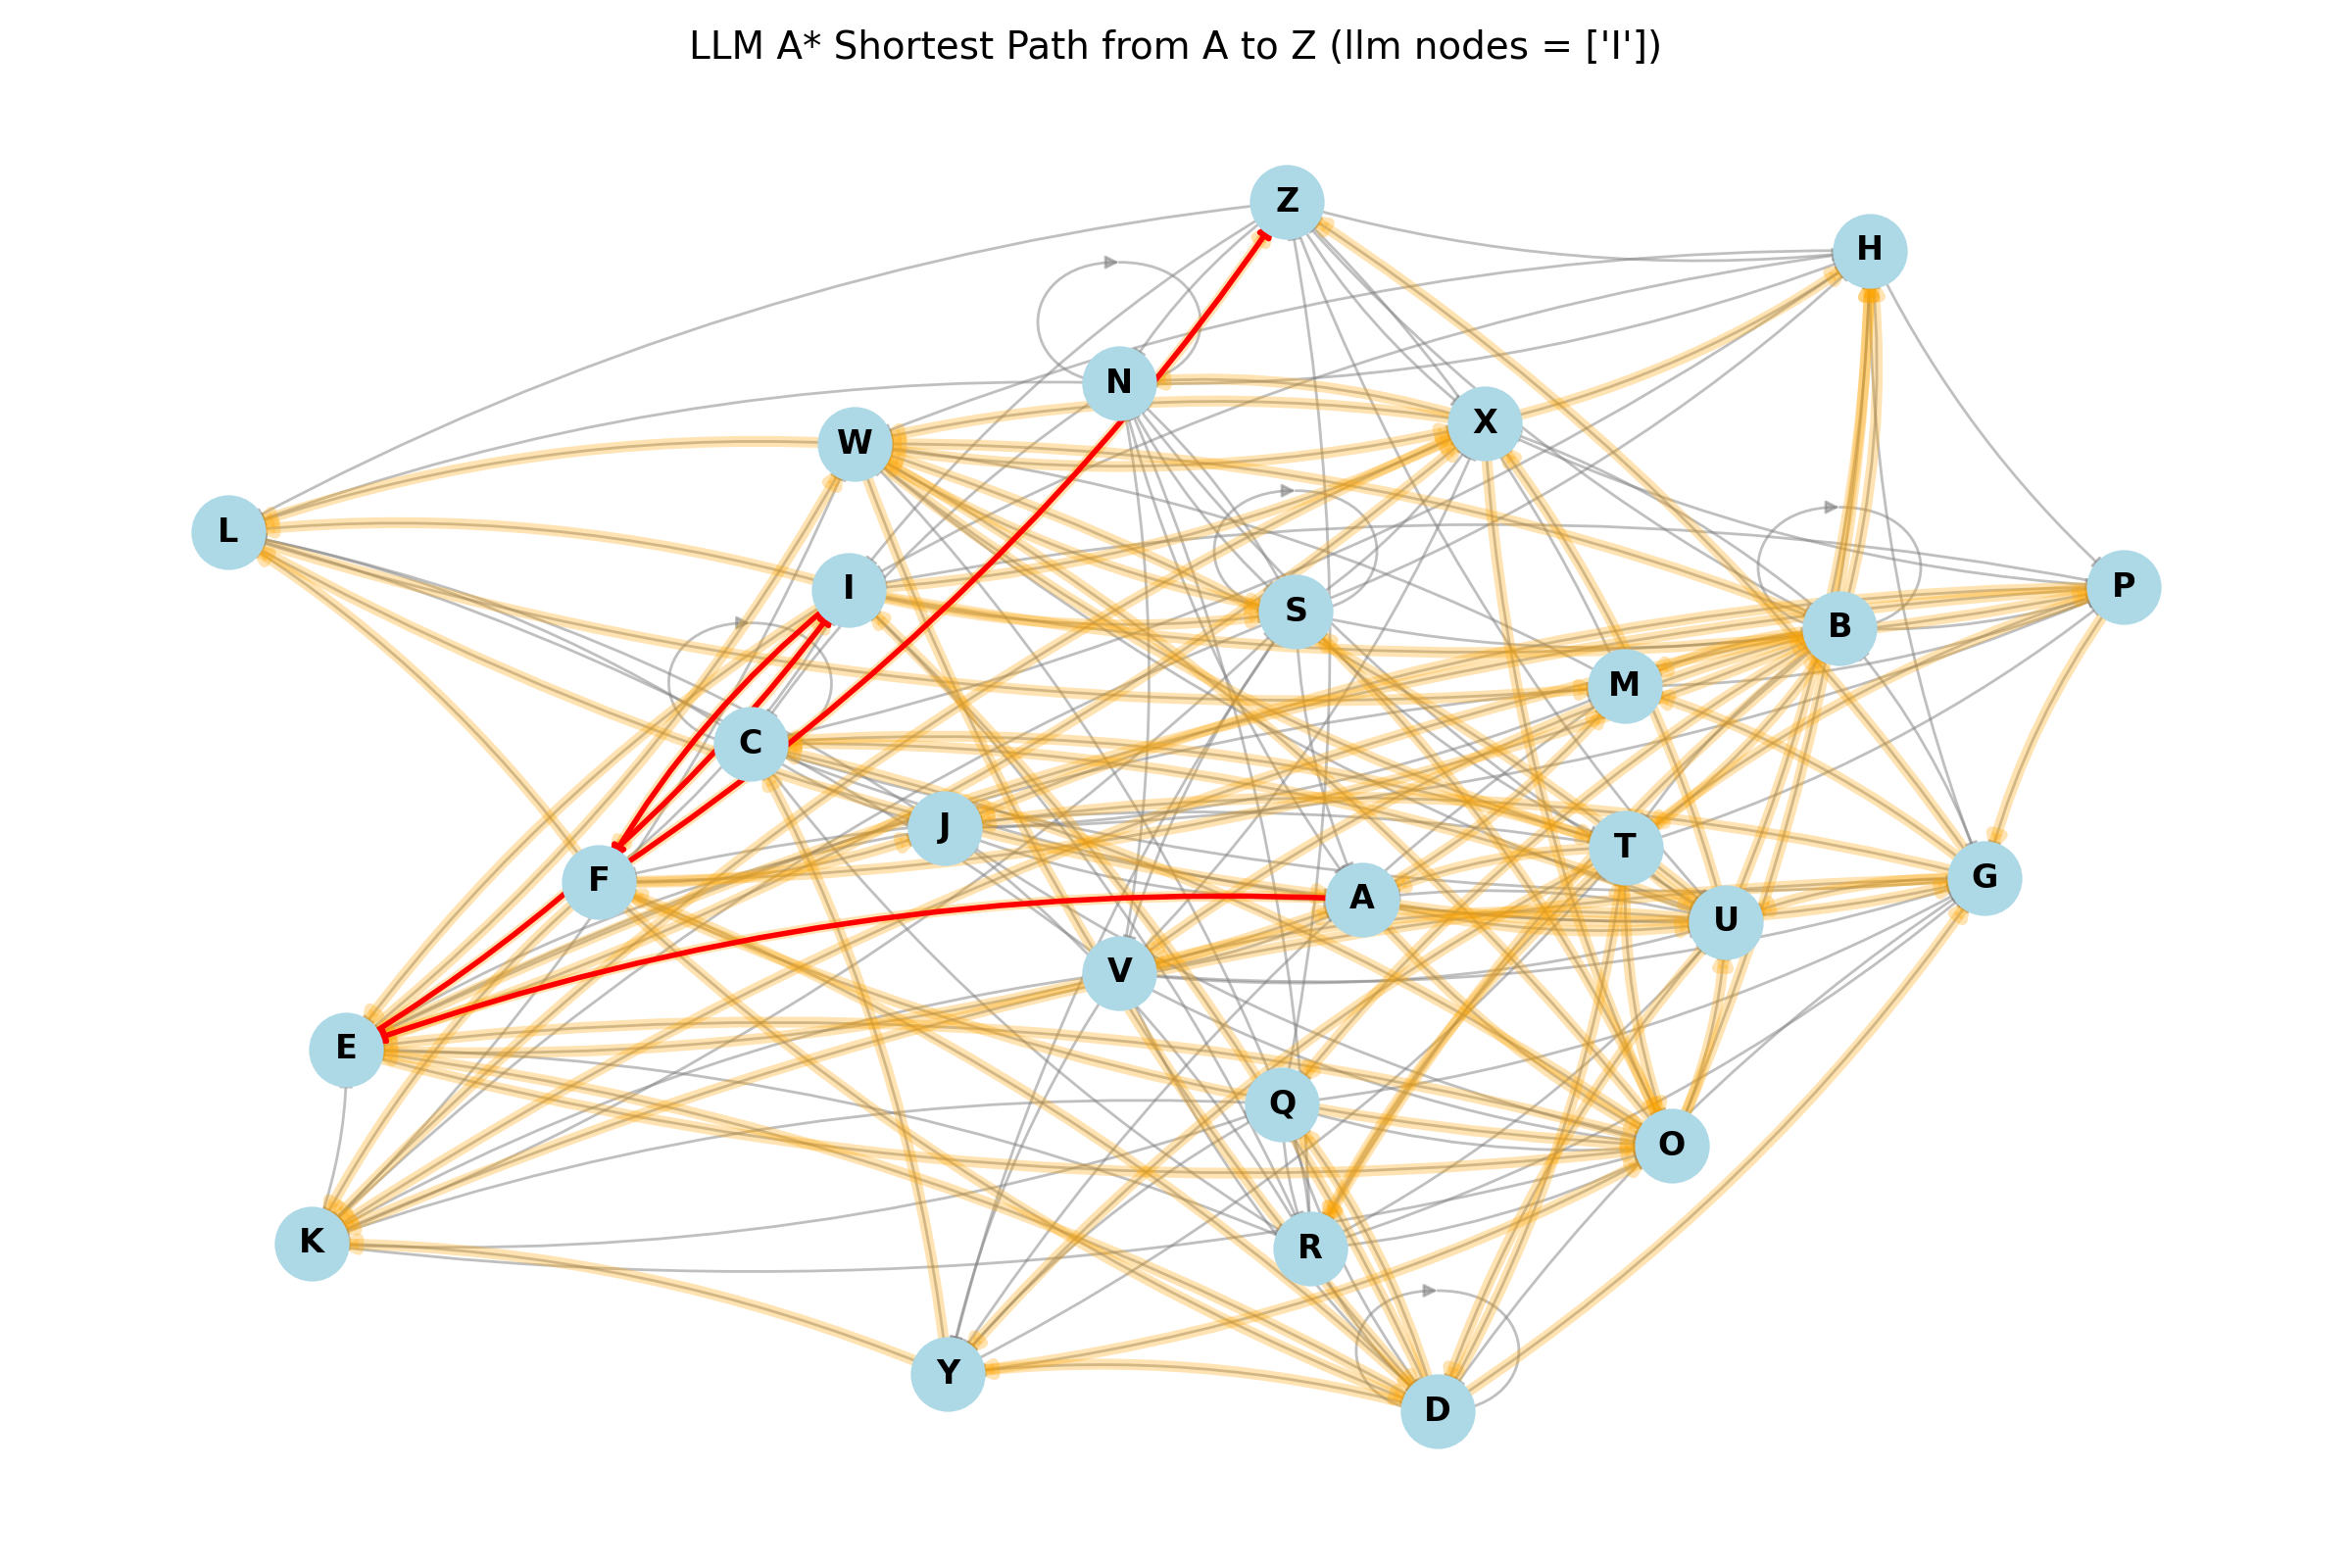 LLM A* Shortest Path from A to Z (llm nodes = ['I'])
Z
H
N
X
W
L
I
P
S
B
M
C
J
T
F
G
A
U
V
E
Q
O
K
R
Y
D